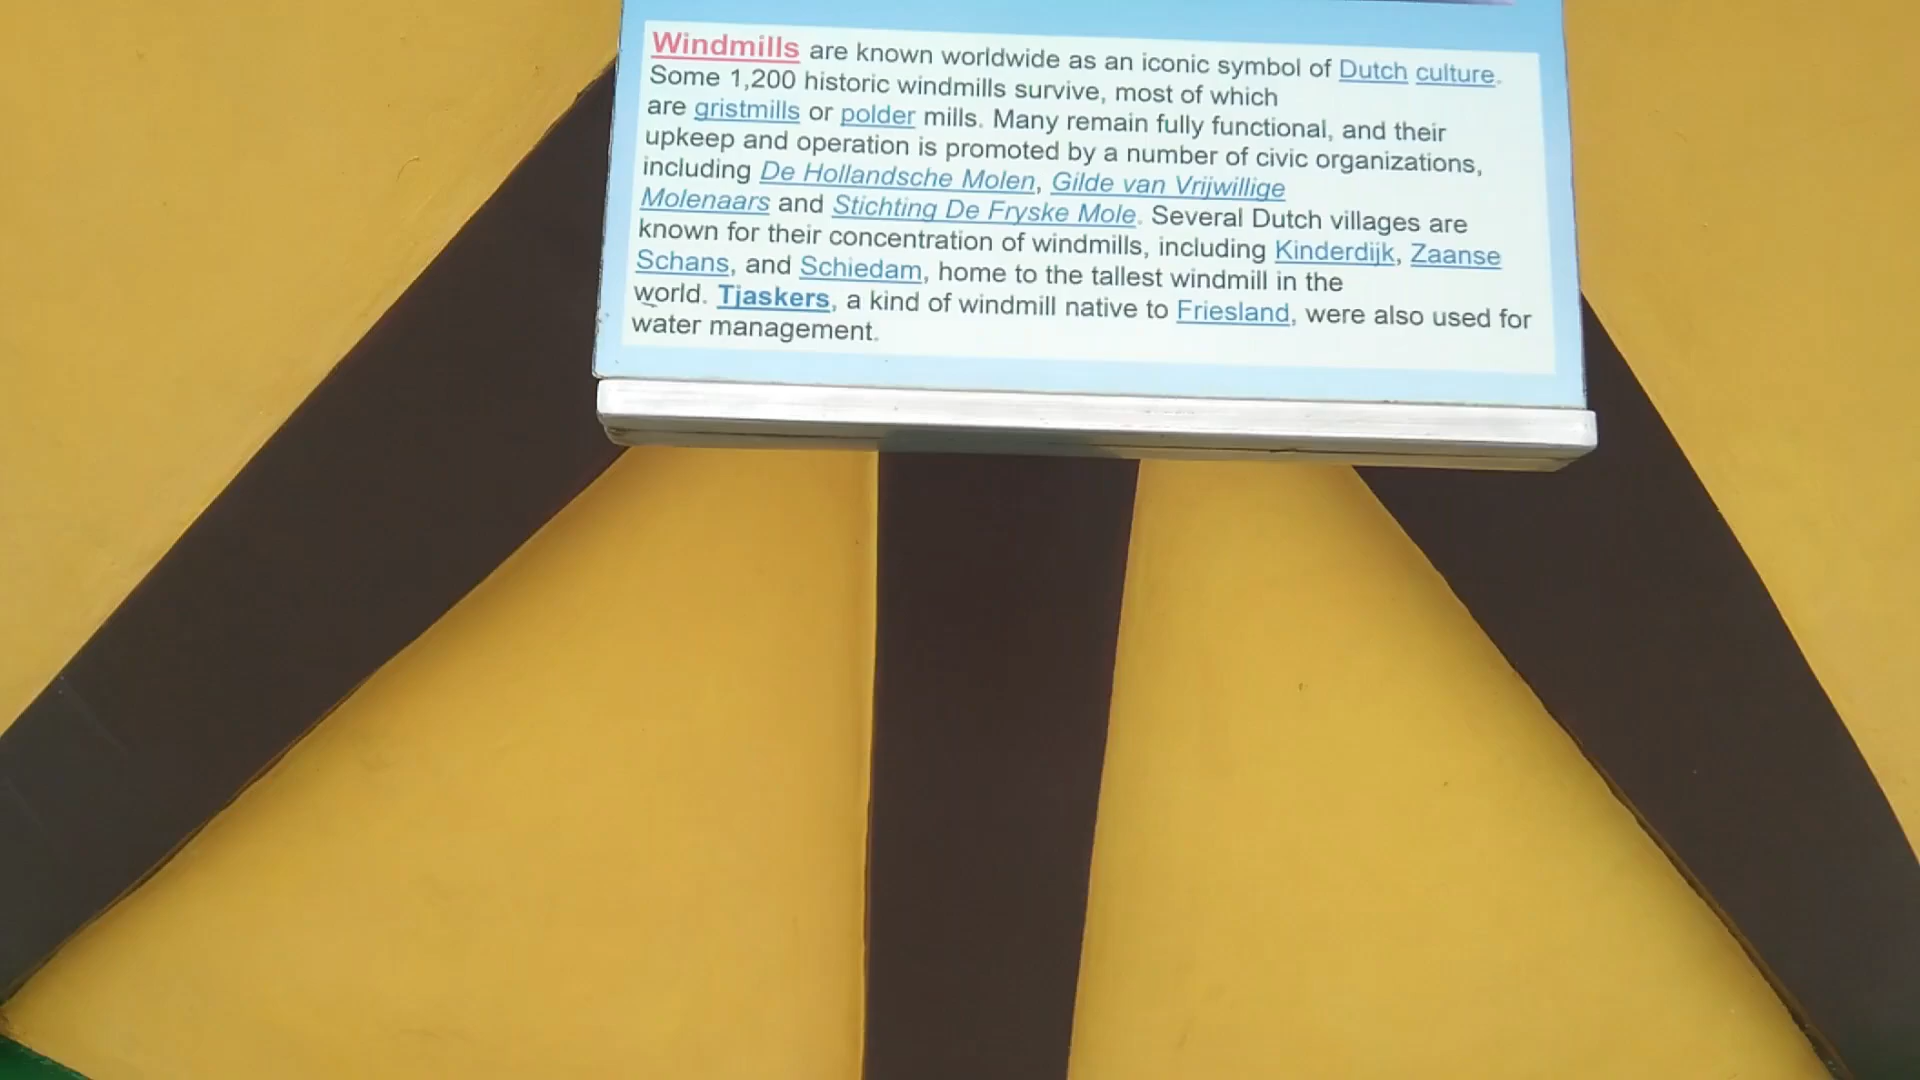 Windmills are known worldwide as an iconic symbol of Dutch culture.
Some 1,200 historic windmills survive, most of which
are gristmills or polder mills. Many remain fully functional, and their
upkeep and operation is promoted by a number of civic organizations,
including De Hollandsche Molen, Gilde van Vrijwillige
Molenaars and Stichting De Fryske Mole. Several Dutch villages are
known for their concentration of windmills, including Kinderdijk, Zaanse
Schans, and Schiedam, home to the tallest windmill in the
world. Tjaskers, a kind of windmill native to Friesland, were also used for
water management.